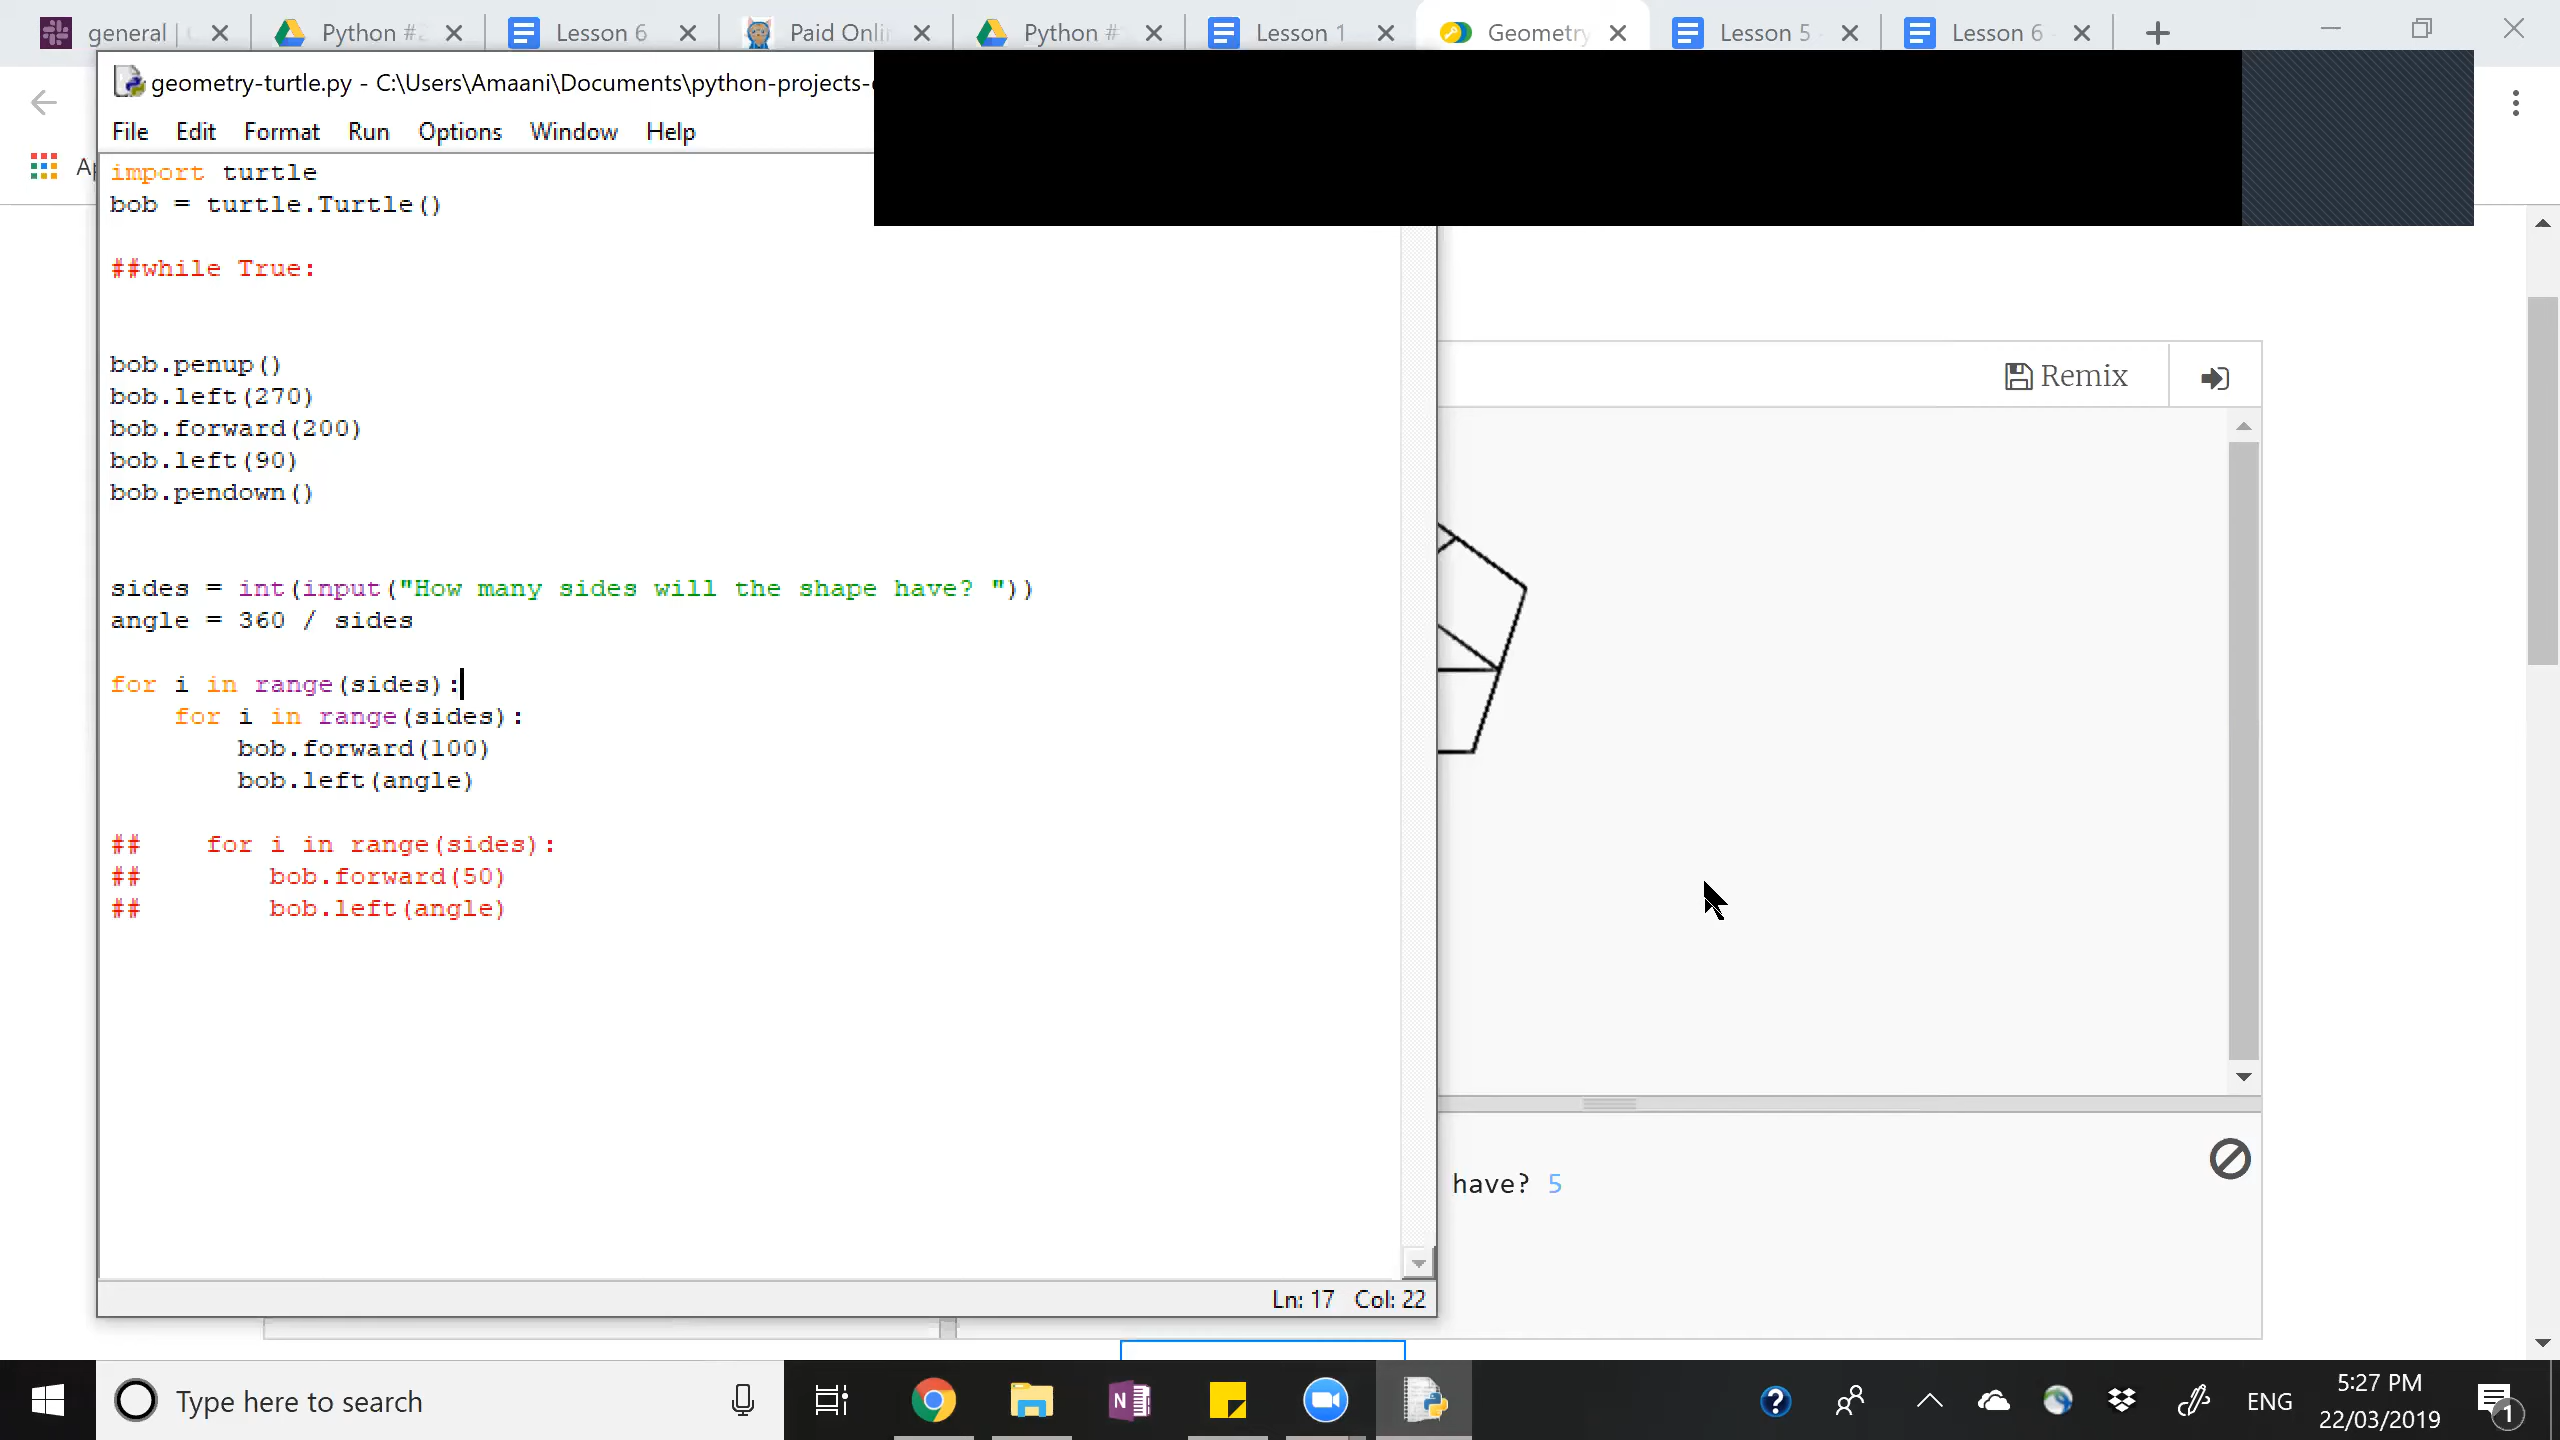 general
Python #
Lesson 6
Paid Onli
Python #
Lesson 1
Geometry
Lesson 5
Lesson 6
geometry-turtle.py - C:\Users\Amaani\Documents\python-projects-
File Edit Format Run Options Window Help
import turtle
bob = turtle.Turtle()
##while True:
bob.penup()
bob.left(270)
bob.forward(200)
bob.left(90)
bob.pendown()
sides = int(input("How many sides will the shape have? "))
angle = 360 / sides
for i in range(sides):
    for i in range(sides):
        bob.forward(100)
        bob.left(angle)
##    for i in range(sides):
##        bob.forward(50)
##        bob.left(angle)
Ln: 17 Col: 22
Remix
have? 5
Type here to search
N
ENG
5:27 PM
22/03/2019
1